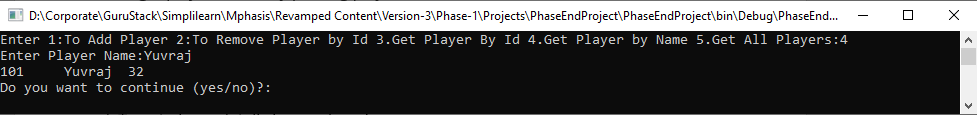 D:\Corporate\GuruStack\Simplilearn\Mphasis\Revamped Content\Version-3\Phase-1\Projects\PhaseEndProject\PhaseEndProject\bin\Debug\PhaseEnd...
Enter 1:To Add Player 2:To Remove Player by Id 3.Get Player By Id 4.Get Player by Name 5.Get All Players:4
Enter Player Name:Yuvraj
101     Yuvraj  32
Do you want to continue (yes/no)?: